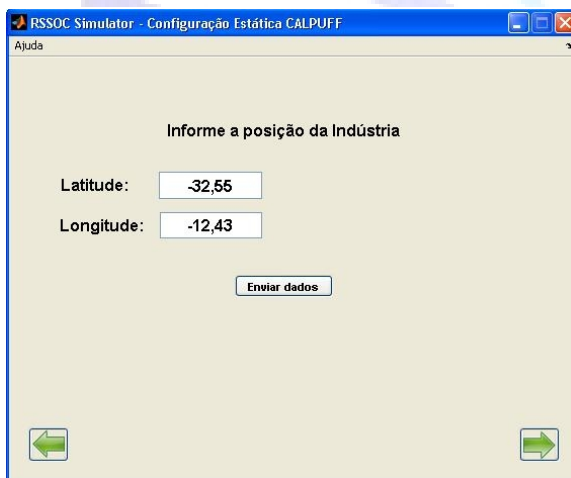 RSSOC Simulator - Configuração Estática CALPUFF
Ajuda
Informe a posição da Indústria
Latitude: -32,55
Longitude: -12,43
Enviar dados